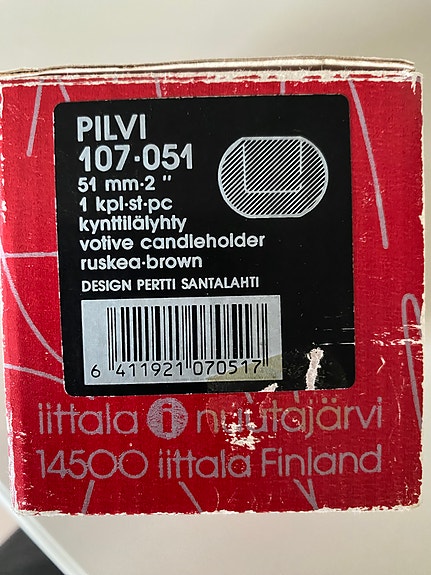 PILVI
107·051
51 mm·2 "
1 kpl·st·pc
kynttilälyhty
votive candleholder
ruskea·brown
DESIGN PERTTI SANTALAHTI
6 411921 070517
iittala i nuutajärvi
14500 iittala Finland